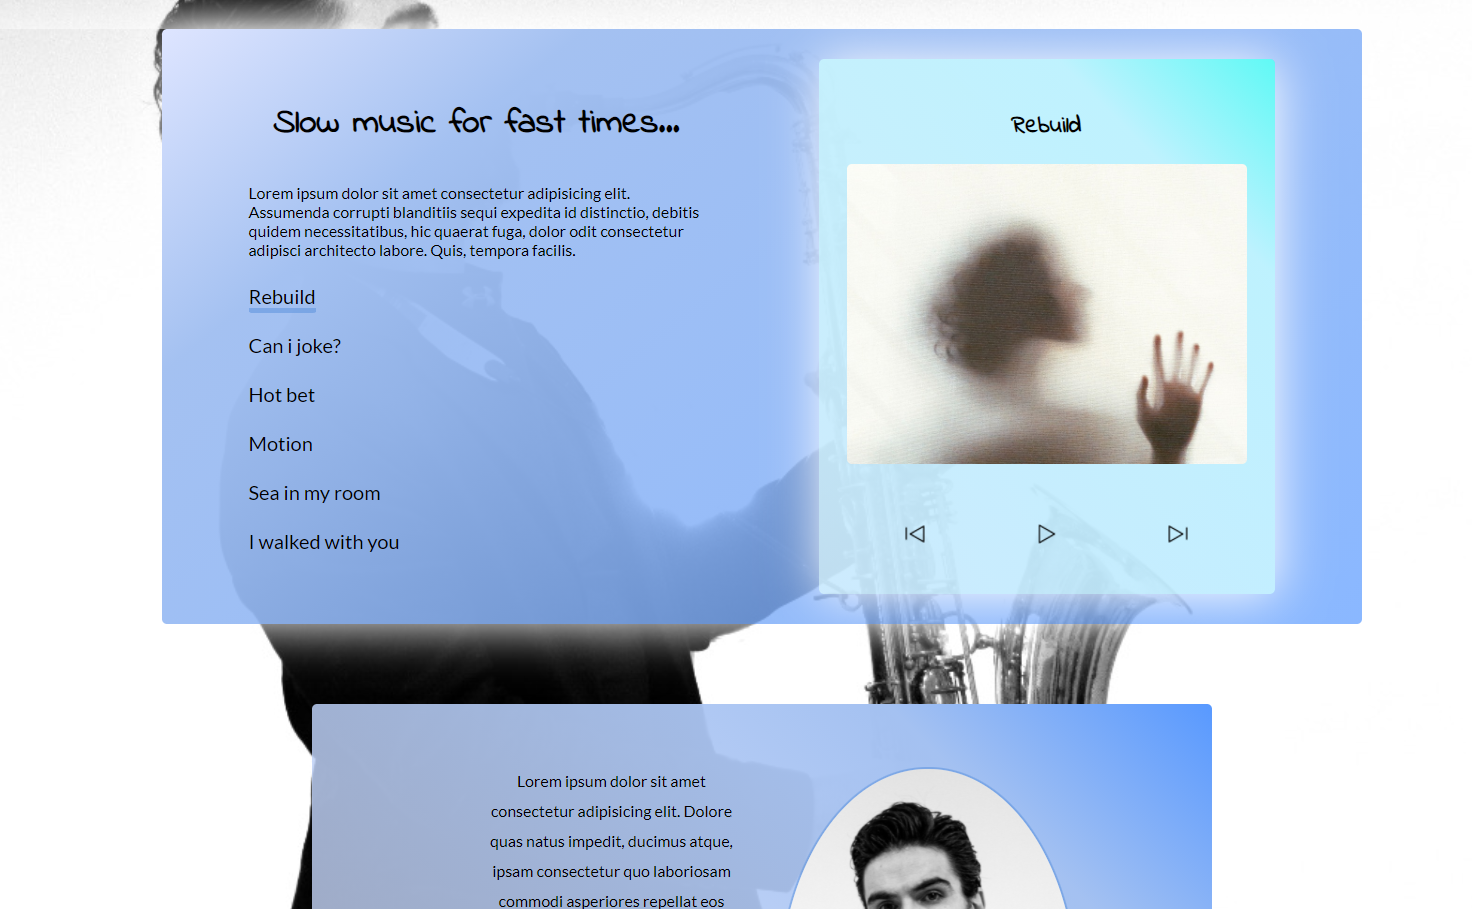 Slow music for fast times...
Lorem ipsum dolor sit amet consectetur adipisicing elit.
Assumenda corrupti blanditiis sequi expedita id distinctio, debitis
quidem necessitatibus, hic quaerat fuga, dolor odit consectetur
adipisci architecto labore. Quis, tempora facilis.
Rebuild
Can i joke?
Hot bet
Motion
Sea in my room
I walked with you
Rebuild
Lorem ipsum dolor sit amet
consectetur adipisicing elit. Dolore
quas natus impedit, ducimus atque,
ipsam consectetur quo laboriosam
commodi asperiores repellat eos